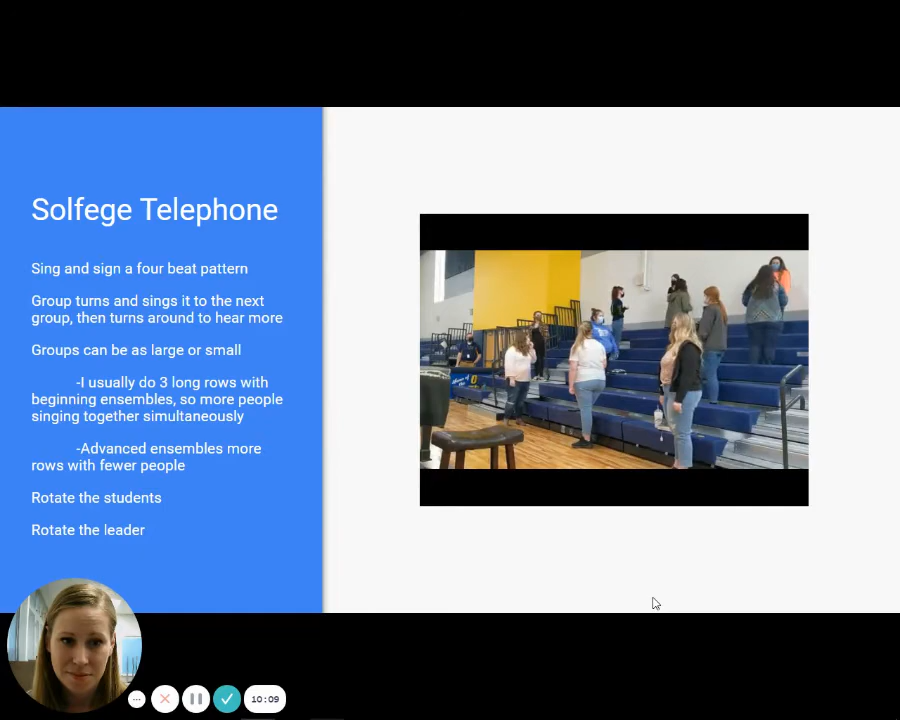 Solfege Telephone
Sing and sign a four beat pattern
Group turns and sings it to the next
group, then turns around to hear more
Groups can be as large or small
-I usually do 3 long rows with
beginning ensembles, so more people
singing together simultaneously
-Advanced ensembles more
rows with fewer people
Rotate the students
Rotate the leader
10:09